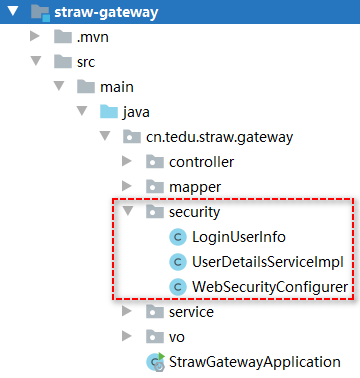 straw-gateway
.mvn
src
main
java
cn.tedu.straw.gateway
controller
mapper
security
LoginUserInfo
UserDetailsServiceImpl
WebSecurityConfigurer
service
vo
StrawGatewayApplication